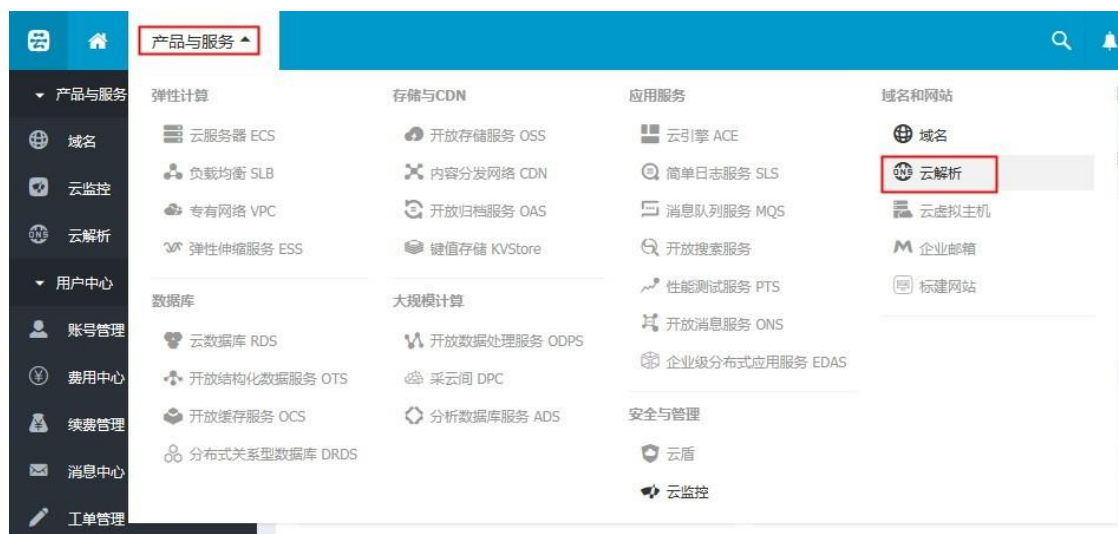 产品与服务
产品与服务
域名
云监控
云解析
用户中心
账号管理
费用中心
续费管理
消息中心
工单管理
弹性计算
云服务器 ECS
负载均衡 SLB
专有网络 VPC
弹性伸缩服务 ESS
数据库
云数据库 RDS
开放结构化数据服务 OTS
开放缓存服务 OCS
分布式关系型数据库 DRDS
存储与CDN
开放存储服务 OSS
内容分发网络 CDN
开放归档服务 OAS
键值存储 KVStore
大规模计算
开放数据处理服务 ODPS
采云间 DPC
分析数据库服务 ADS
应用服务
云引擎 ACE
简单日志服务 SLS
消息队列服务 MQS
开放搜索服务
性能测试服务 PTS
开放消息服务 ONS
企业级分布式应用服务 EDAS
安全与管理
云盾
云监控
域名和网站
域名
DNS 云解析
云虚拟主机
企业邮箱
标建网站